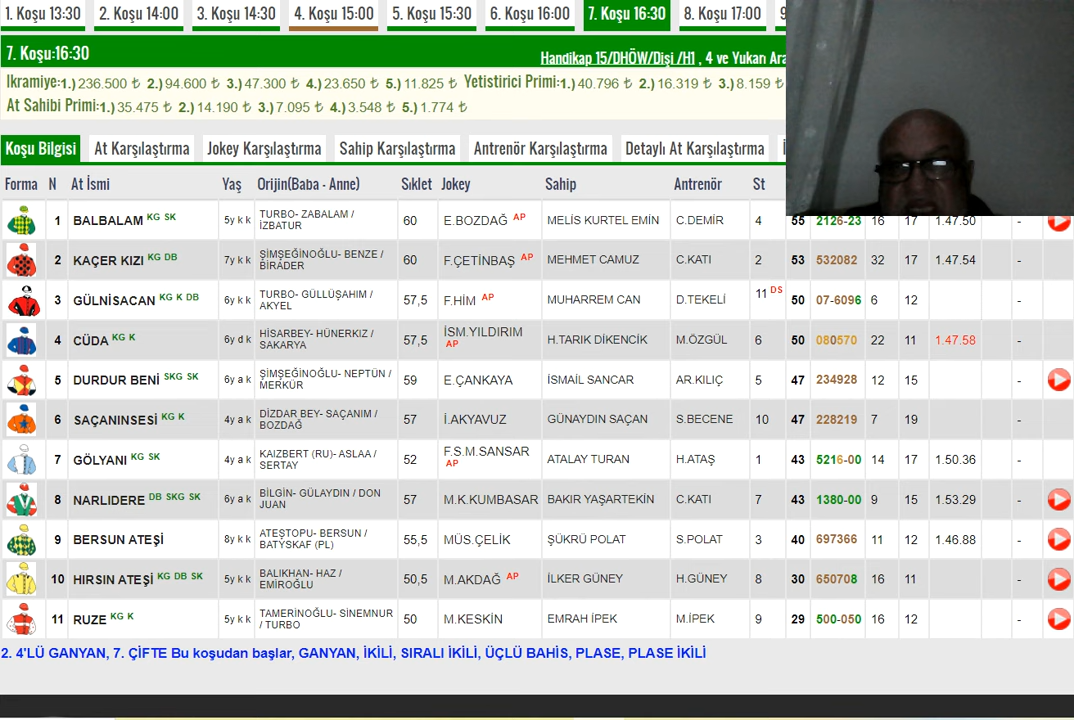 1. Koşu 13:30 2. Koşu 14:00 3. Koşu 14:30 4. Koşu 15:00 5. Koşu 15:30 6. Koşu 16:00 7. Koşu 16:30 8. Koşu 17:00 9
7. Koşu:16:30 Handikap 15/DHÖW/Dişi /H1 , 4 ve Yukarı Ara
Ikramiye:1.) 236.500 ₺ 2.) 94.600 ₺ 3.) 47.300 ₺ 4.) 23.650 ₺ 5.) 11.825 ₺ Yetistirici Primi:1.) 40.796 ₺ 2.) 16.319 ₺ 3.) 8.159 ₺
At Sahibi Primi:1.) 35.475 ₺ 2.) 14.190 ₺ 3.) 7.095 ₺ 4.) 3.548 ₺ 5.) 1.774 ₺
Koşu Bilgisi At Karşılaştırma Jokey Karşılaştırma Sahip Karşılaştırma Antrenör Karşılaştırma Detaylı At Karşılaştırma İ
Forma N At İsmi Yaş Orijin(Baba - Anne) Sıklet Jokey Sahip Antrenör St
1 BALBALAM KG SK 5y k k TURBO- ZABALAM / İZBATUR 60 E.BOZDAĞ AP MELİS KURTEL EMİN C.DEMİR 4 55 2126-23 16 17 1.47.50 -
2 KAÇER KIZI KG DB 7y k k ŞİMŞEĞİNOĞLU- BENZE / BİRADER 60 F.ÇETİNBAŞ AP MEHMET CAMUZ C.KATI 2 53 532082 32 17 1.47.54 -
3 GÜLNİSACAN KG K DB 6y k k TURBO- GÜLLÜŞAHIM / AKYEL 57,5 F.HİM AP MUHARREM CAN D.TEKELİ 11 DS 50 07-6096 6 12 -
4 CÜDA KG K 6y d k HİSARBEY- HÜNERKIZ / SAKARYA 57,5 İSM.YILDIRIM AP H.TARIK DİKENCİK M.ÖZGÜL 6 50 080570 22 11 1.47.58 -
5 DURDUR BENİ SKG SK 6y a k ŞİMŞEĞİNOĞLU- NEPTÜN / MERKÜR 59 E.ÇANKAYA İSMAİL SANCAR AR.KILIÇ 5 47 234928 12 15 -
6 SAÇANINSESİ KG K 4y a k DİZDAR BEY- SAÇANIM / BOZDAĞ 57 İ.AKYAVUZ GÜNAYDIN SAÇAN S.BECENE 10 47 228219 7 19 -
7 GÖLYANI KG SK 4y a k KAIZBERT (RU)- ASLAA / SERTAY 52 F.S.M.SANSAR AP ATALAY TURAN H.ATAŞ 1 43 5216-00 14 17 1.50.36 -
8 NARLIDERE DB SKG SK 6y a k BİLGİN- GÜLAYDIN / DON JUAN 57 M.K.KUMBASAR BAKIR YAŞARTEKİN C.KATI 7 43 1380-00 9 15 1.53.29 -
9 BERSUN ATEŞİ 8y k k ATEŞTOPU- BERSUN / BATYSKAF (PL) 55,5 MÜS.ÇELİK ŞÜKRÜ POLAT S.POLAT 3 40 697366 11 12 1.46.88 -
10 HIRSIN ATEŞİ KG DB SK 5y k k BALIKHAN- HAZ / EMİROĞLU 50,5 M.AKDAĞ AP İLKER GÜNEY H.GÜNEY 8 30 650708 16 11 -
11 RUZE KG K 5y k k TAMERİNOĞLU- SİNEMNUR / TURBO 50 M.KESKİN EMRAH İPEK M.İPEK 9 29 500-050 16 12 -
2. 4'LÜ GANYAN, 7. ÇİFTE Bu koşudan başlar, GANYAN, İKİLİ, SIRALI İKİLİ, ÜÇLÜ BAHİS, PLASE, PLASE İKİLİ